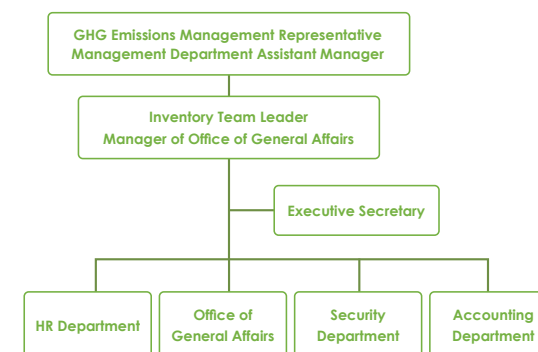 GHG Emissions Management Representative
Management Department Assistant Manager
Inventory Team Leader
Manager of Office of General Affairs
Executive Secretary
HR Department
Office of
General Affairs
Security
Department
Accounting
Department